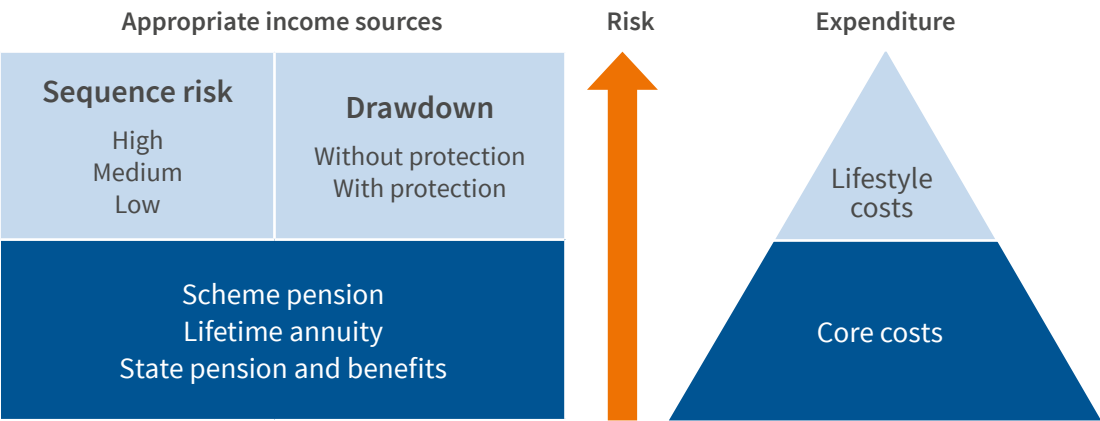 Appropriate income sources
Risk
Expenditure
Sequence risk
High
Medium
Low
Drawdown
Without protection
With protection
Lifestyle
costs
Scheme pension
Lifetime annuity
State pension and benefits
Core costs